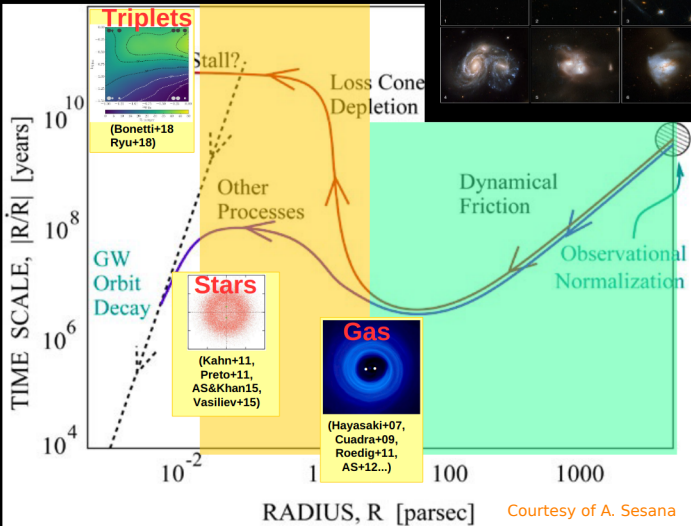 Triplets
(Bonetti+18
Ryu+18)
Stall?
Loss Cone
Depletion
Other
Processes
Dynamical
Friction
Observational
Normalization
GW
Orbit
Decay
Stars
(Kahn+11,
Preto+11,
AS&Khan15,
Vasiliev+15)
Gas
(Hayasaki+07,
Cuadra+09,
Roedig+11,
AS+12...)
TIME SCALE, |R/Ṙ| [years]
10^10
10^8
10^6
10^4
10^-2
1
100
1000
RADIUS, R [parsec]
Courtesy of A. Sesana